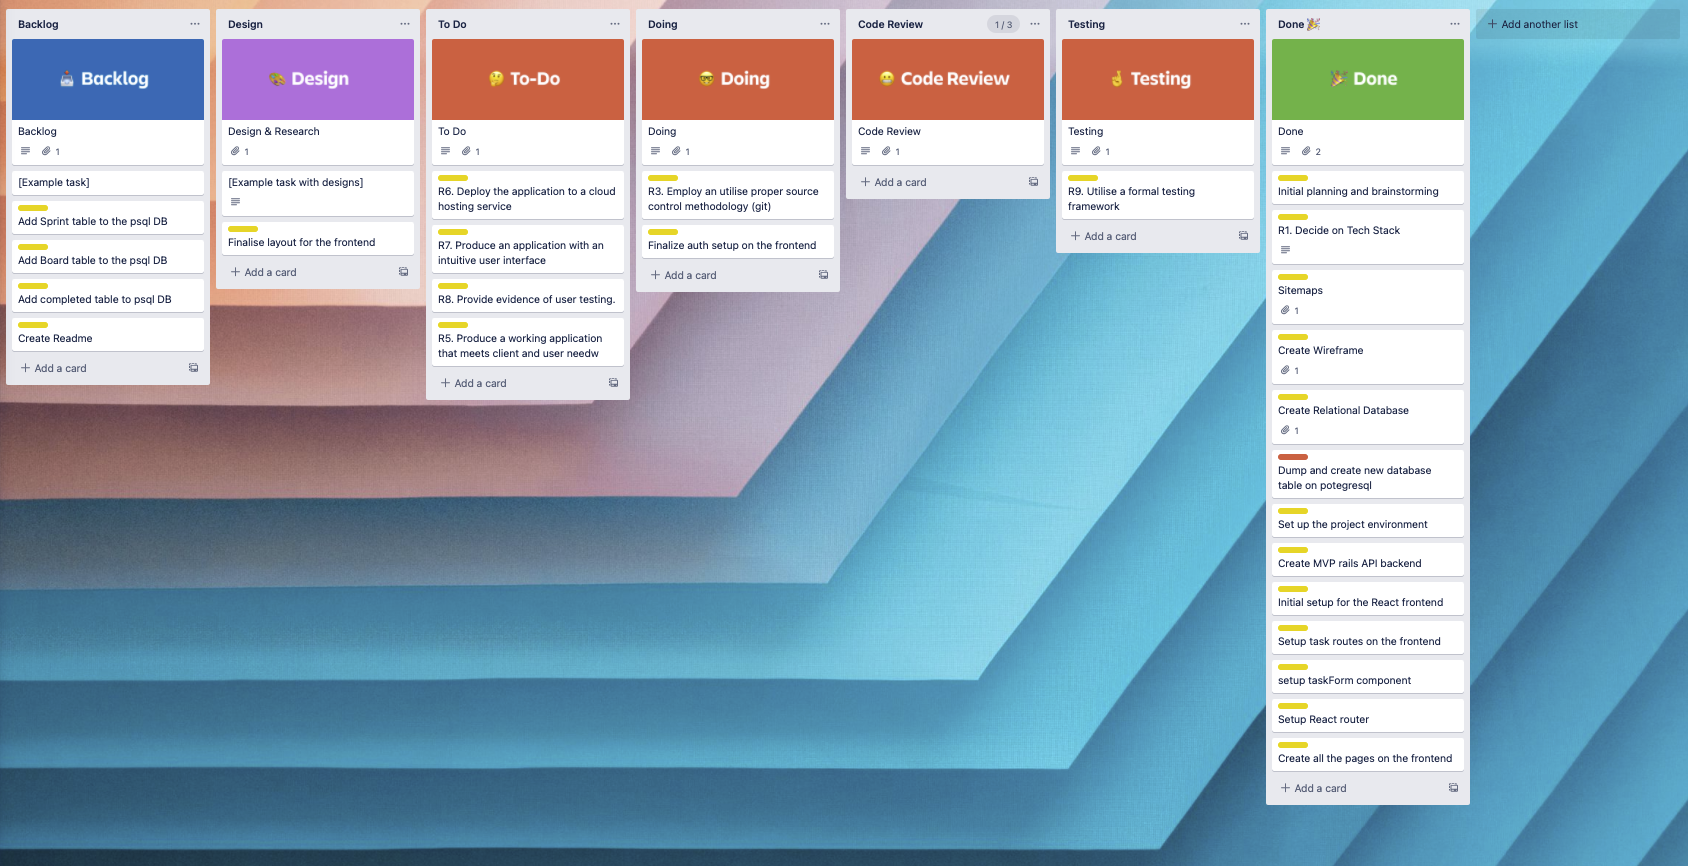 Backlog
Backlog
Backlog
1
[Example task]
Add Sprint table to the psql DB
Add Board table to the psql DB
Add completed table to psql DB
Create Readme
+ Add a card
Design
Design
Design & Research
1
[Example task with designs]
Finalise layout for the frontend
+ Add a card
To Do
To-Do
To Do
1
R6. Deploy the application to a cloud
hosting service
R7. Produce an application with an
intuitive user interface
R8. Provide evidence of user testing.
R5. Produce a working application
that meets client and user needw
+ Add a card
Doing
Doing
Doing
1
R3. Employ an utilise proper source
control methodology (git)
Finalize auth setup on the frontend
+ Add a card
Code Review
1 / 3
Code Review
Code Review
1
+ Add a card
Testing
Testing
Testing
1
R9. Utilise a formal testing
framework
+ Add a card
Done
Done
Done
2
Initial planning and brainstorming
R1. Decide on Tech Stack
Sitemaps
1
Create Wireframe
1
Create Relational Database
1
Dump and create new database
table on potegresql
Set up the project environment
Create MVP rails API backend
Initial setup for the React frontend
Setup task routes on the frontend
setup taskForm component
Setup React router
Create all the pages on the frontend
+ Add a card
+ Add another list